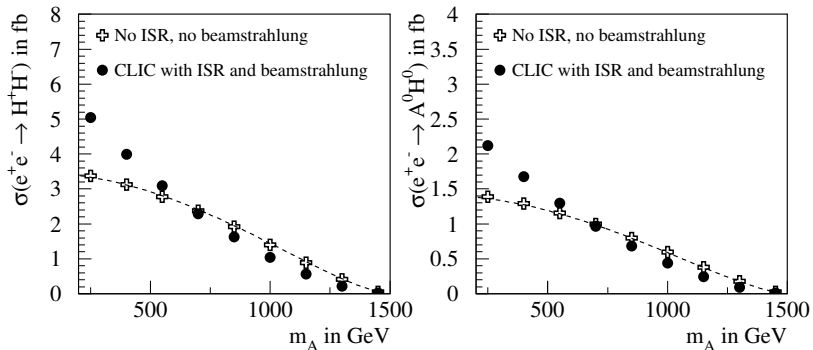 σ(e⁺e⁻ → H⁺H⁻) in fb
8
7
6
5
4
3
2
1
0
No ISR, no beamstrahlung
CLIC with ISR and beamstrahlung
500 1000 1500
m_A in GeV
σ(e⁺e⁻ → A⁰H⁰) in fb
4
3.5
3
2.5
2
1.5
1
0.5
0
No ISR, no beamstrahlung
CLIC with ISR and beamstrahlung
500 1000 1500
m_A in GeV